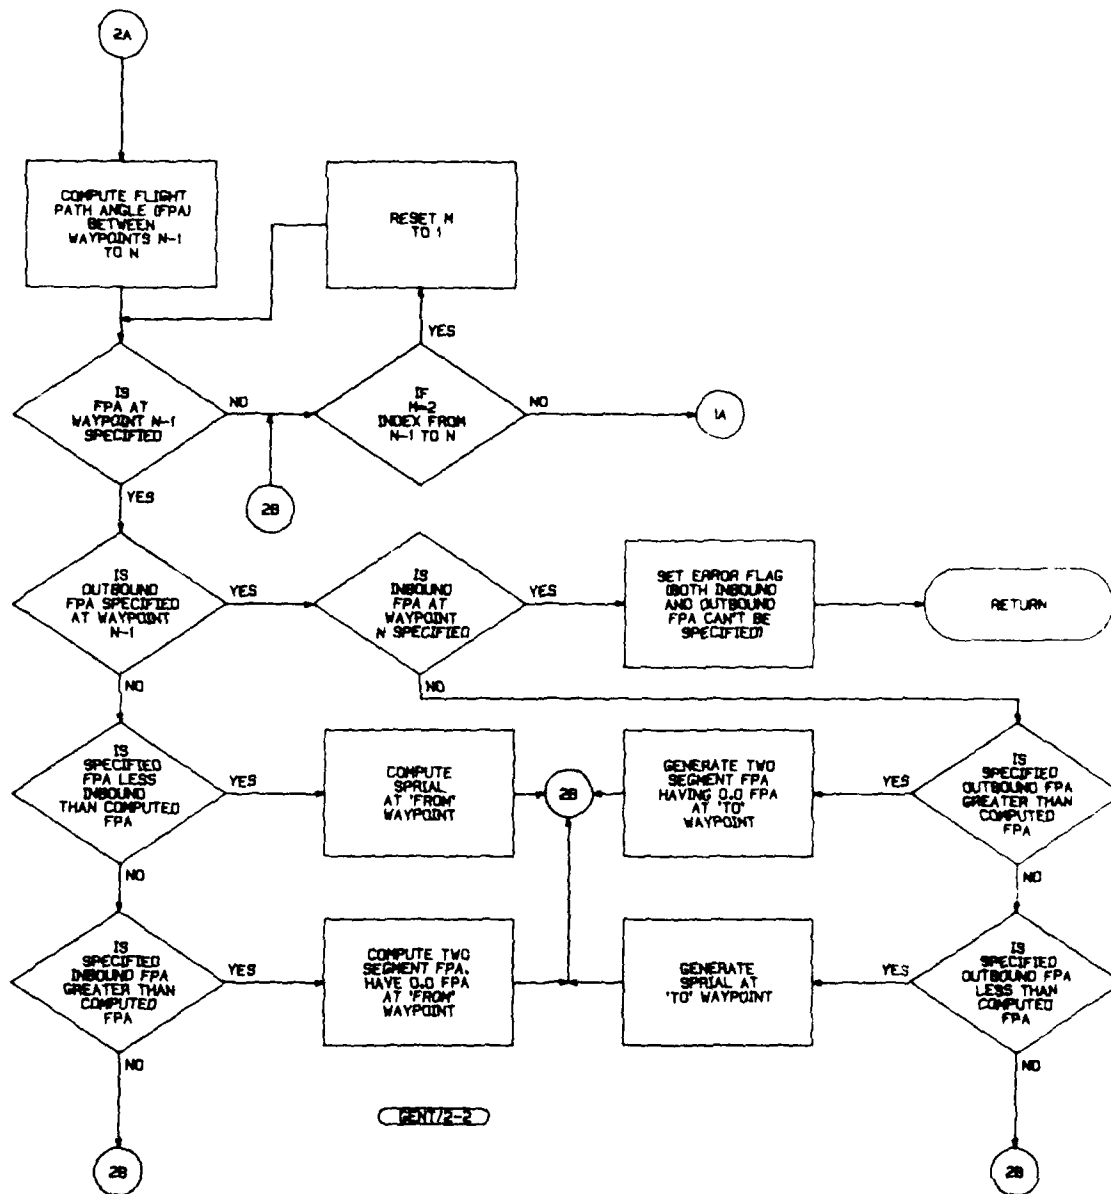 2A
COMPUTE FLIGHT
PATH ANGLE (FPA)
BETWEEN
WAYPOINTS N-1
TO N
RESET M
TO 1
YES
IS
FPA AT
WAYPOINT N-1
SPECIFIED
NO
IF
M=2
INDEX FROM
N-1 TO N
NO
1A
YES
2B
IS
OUTBOUND
FPA SPECIFIED
AT WAYPOINT
N-1
YES
IS
INBOUND
FPA AT
WAYPOINT
N SPECIFIED
YES
SET ERROR FLAG
(BOTH INBOUND
AND OUTBOUND
FPA CAN'T BE
SPECIFIED)
RETURN
NO
NO
IS
SPECIFIED
FPA LESS
INBOUND
THAN COMPUTED
FPA
YES
COMPUTE
SPRIAL
AT 'FROM'
WAYPOINT
2B
GENERATE TWO
SEGMENT FPA
HAVING 0.0 FPA
AT 'TO'
WAYPOINT
YES
IS
SPECIFIED
OUTBOUND FPA
GREATER THAN
COMPUTED
FPA
NO
NO
IS
SPECIFIED
INBOUND FPA
GREATER THAN
COMPUTED
FPA
YES
COMPUTE TWO
SEGMENT FPA.
HAVE 0.0 FPA
AT 'FROM'
WAYPOINT
GENERATE
SPRIAL AT
'TO' WAYPOINT
YES
IS
SPECIFIED
OUTBOUND FPA
LESS THAN
COMPUTED
FPA
NO
NO
GENT/2-2
2B
2B